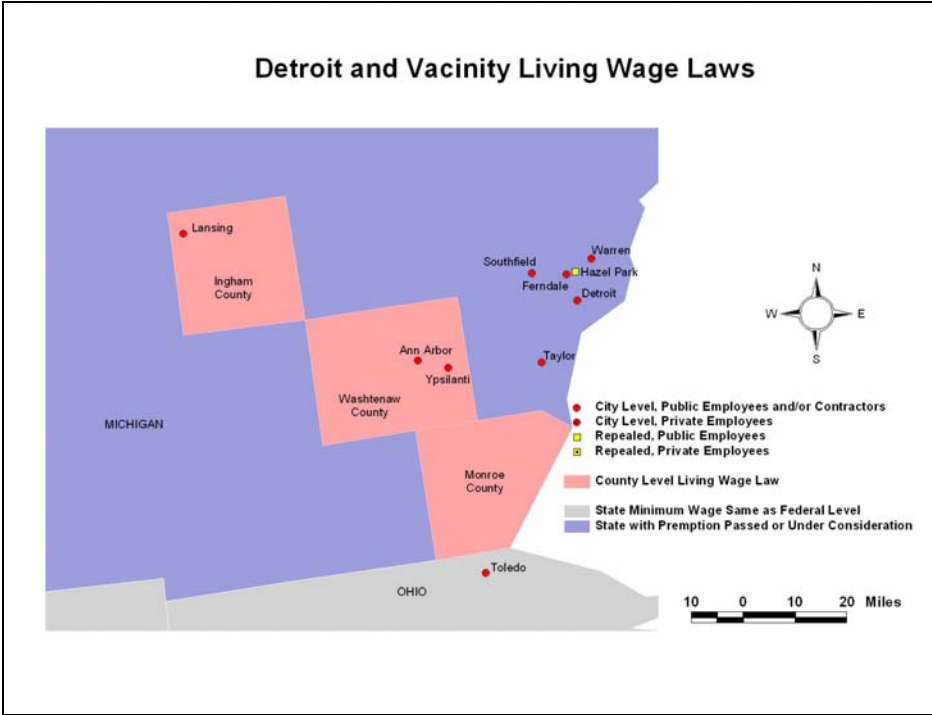 Detroit and Vacinity Living Wage Laws
Lansing
Ingham
County
Warren
Southfield
Hazel Park
Ferndale
Detroit
N
W
E
S
Ann Arbor
Ypsilanti
Taylor
Washtenaw
County
MICHIGAN
Monroe
County
Toledo
OHIO
City Level, Public Employees and/or Contractors
City Level, Private Employees
Repealed, Public Employees
Repealed, Private Employees
County Level Living Wage Law
State Minimum Wage Same as Federal Level
State with Premption Passed or Under Consideration
10 0 10 20 Miles